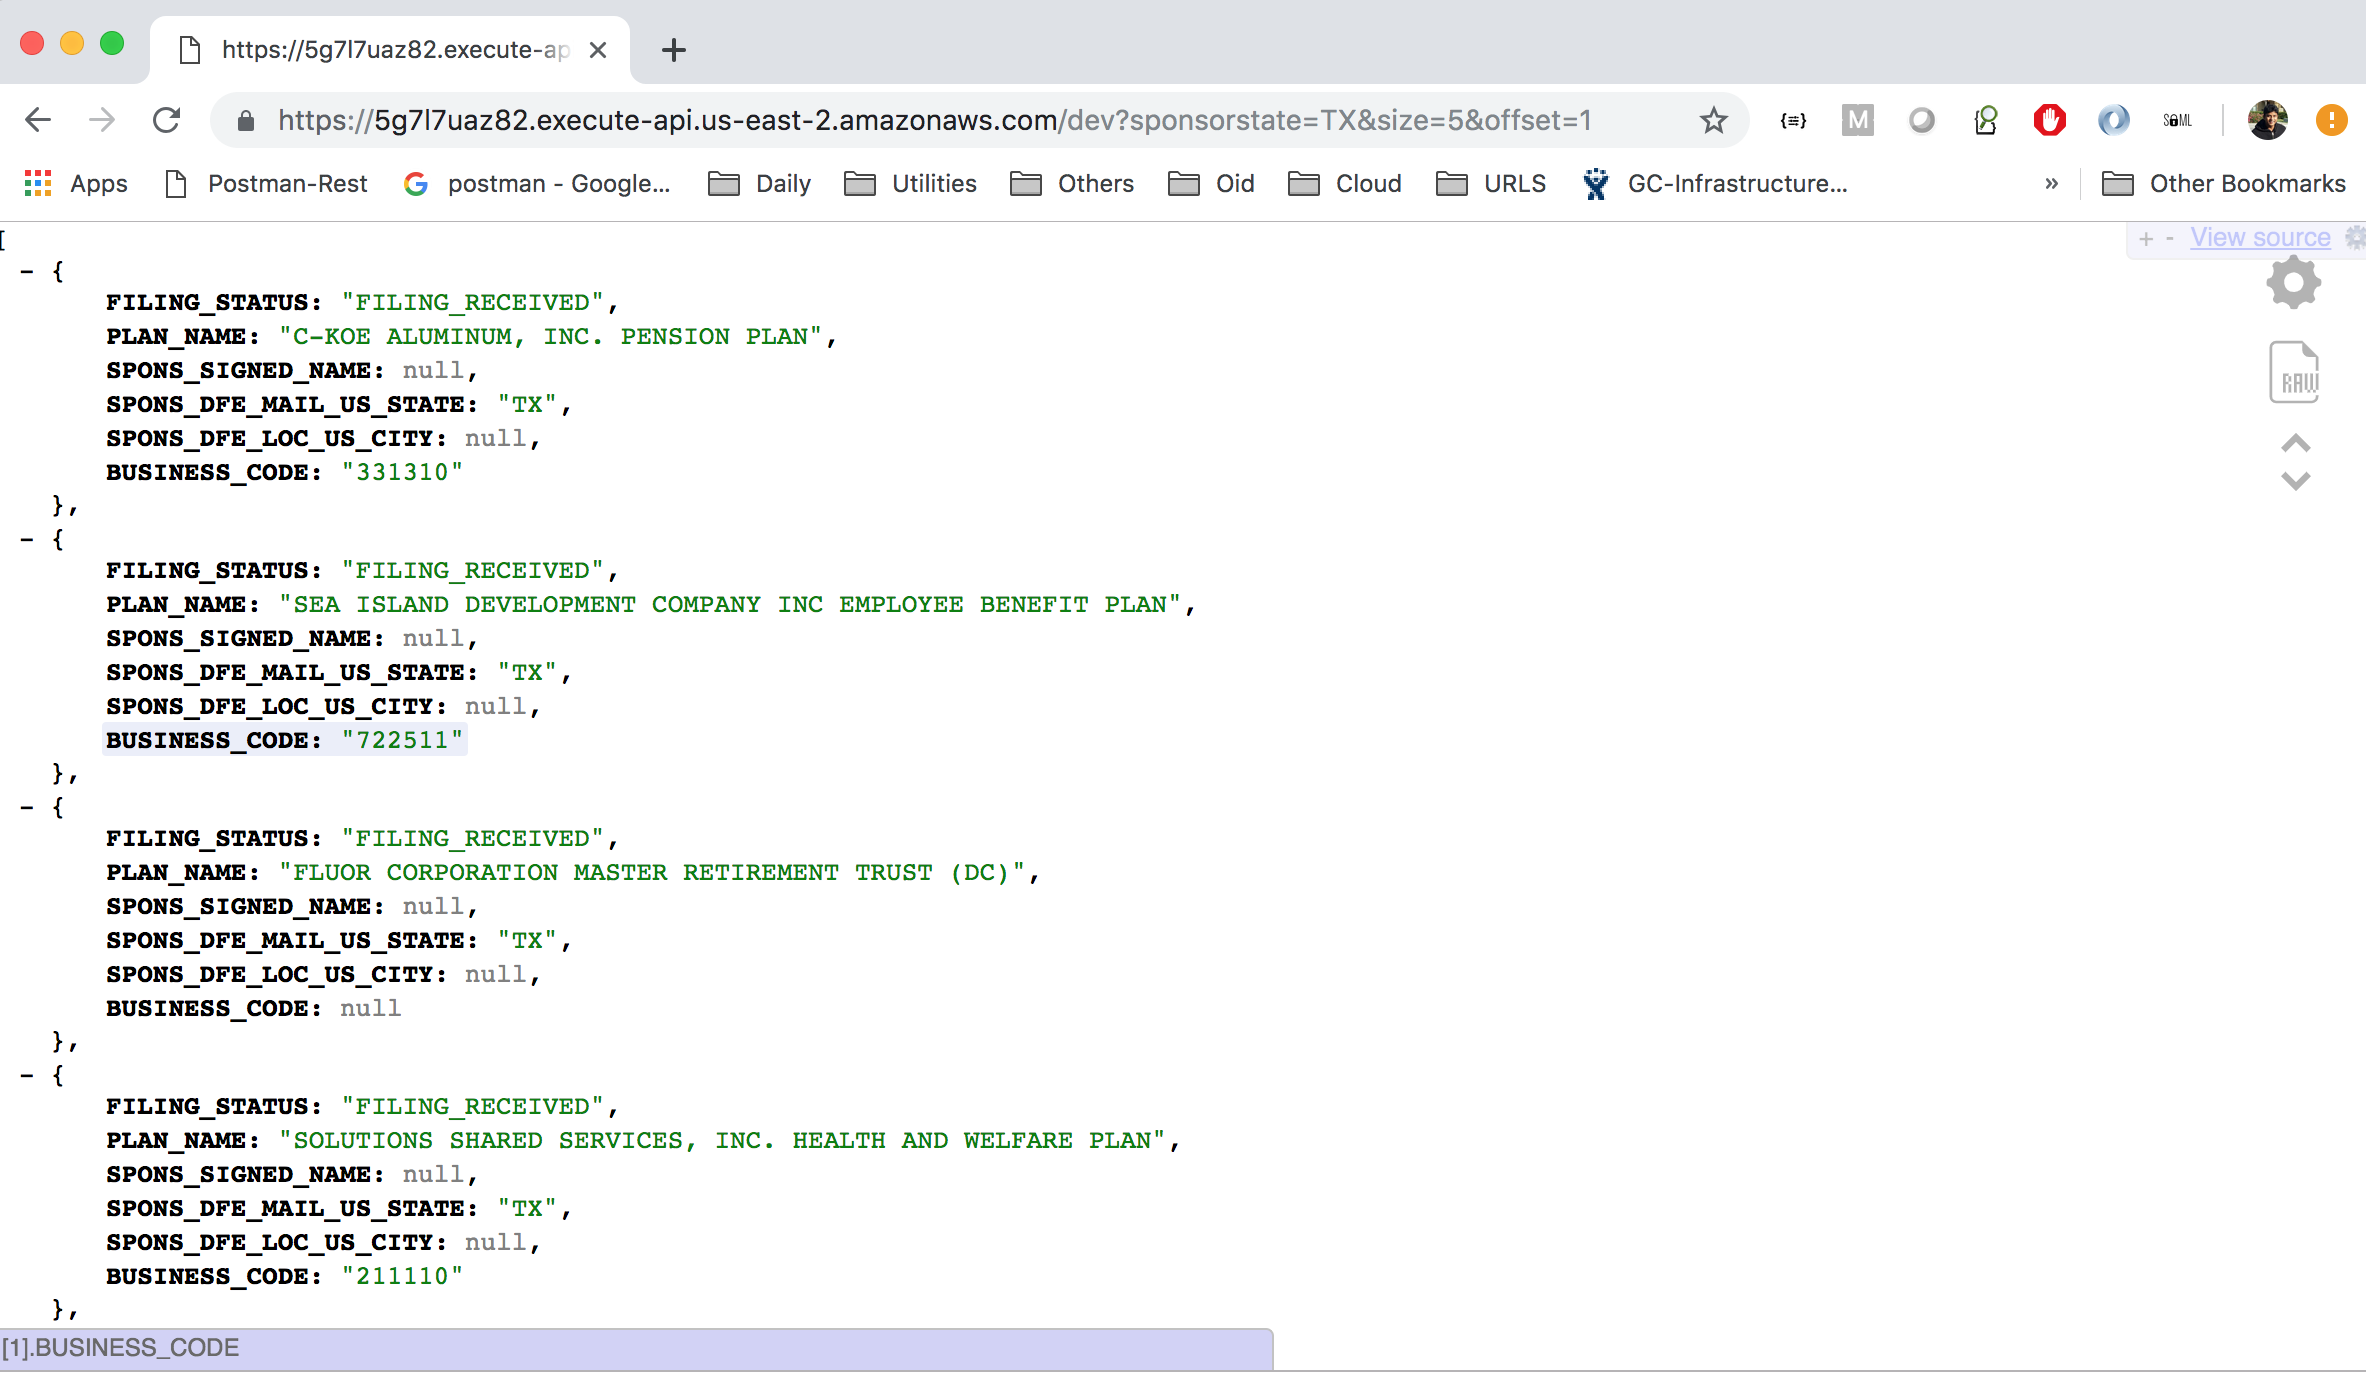 https://5g7l7uaz82.execute-ap
https://5g7l7uaz82.execute-api.us-east-2.amazonaws.com/dev?sponsorstate=TX&size=5&offset=1
{≡}
M
SAML
Apps
Postman-Rest
postman - Google...
Daily
Utilities
Others
Oid
Cloud
URLS
GC-Infrastructure...
»
Other Bookmarks
+ - View source
RAW
[
- {
FILING_STATUS: "FILING_RECEIVED",
PLAN_NAME: "C-KOE ALUMINUM, INC. PENSION PLAN",
SPONS_SIGNED_NAME: null,
SPONS_DFE_MAIL_US_STATE: "TX",
SPONS_DFE_LOC_US_CITY: null,
BUSINESS_CODE: "331310"
},
- {
FILING_STATUS: "FILING_RECEIVED",
PLAN_NAME: "SEA ISLAND DEVELOPMENT COMPANY INC EMPLOYEE BENEFIT PLAN",
SPONS_SIGNED_NAME: null,
SPONS_DFE_MAIL_US_STATE: "TX",
SPONS_DFE_LOC_US_CITY: null,
BUSINESS_CODE: "722511"
},
- {
FILING_STATUS: "FILING_RECEIVED",
PLAN_NAME: "FLUOR CORPORATION MASTER RETIREMENT TRUST (DC)",
SPONS_SIGNED_NAME: null,
SPONS_DFE_MAIL_US_STATE: "TX",
SPONS_DFE_LOC_US_CITY: null,
BUSINESS_CODE: null
},
- {
FILING_STATUS: "FILING_RECEIVED",
PLAN_NAME: "SOLUTIONS SHARED SERVICES, INC. HEALTH AND WELFARE PLAN",
SPONS_SIGNED_NAME: null,
SPONS_DFE_MAIL_US_STATE: "TX",
SPONS_DFE_LOC_US_CITY: null,
BUSINESS_CODE: "211110"
},
[1].BUSINESS_CODE